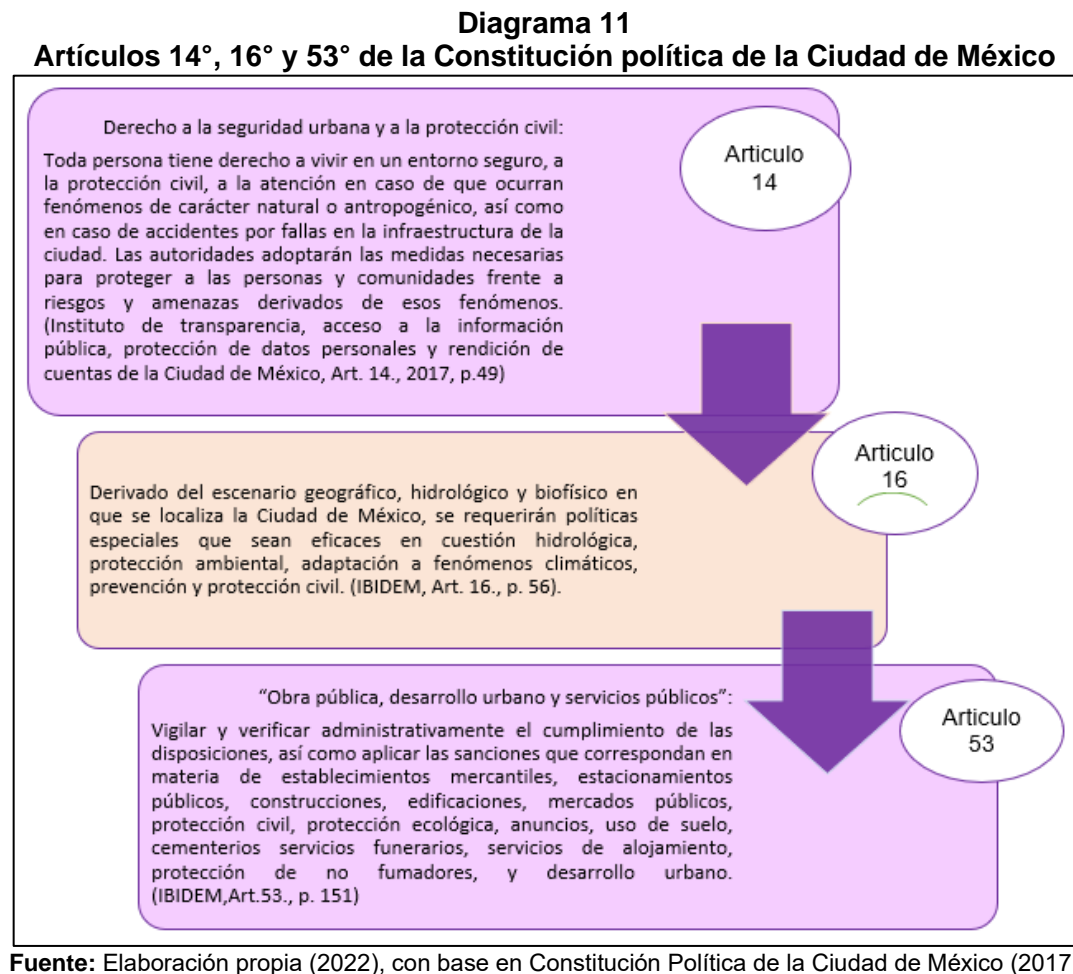 Diagrama 11
Artículos 14°, 16° y 53° de la Constitución política de la Ciudad de México
Derecho a la seguridad urbana y a la protección civil:
Toda persona tiene derecho a vivir en un entorno seguro, a
la protección civil, a la atención en caso de que ocurran
fenómenos de carácter natural o antropogénico, así como
en caso de accidentes por fallas en la infraestructura de la
ciudad. Las autoridades adoptarán las medidas necesarias
para proteger a las personas y comunidades frente a
riesgos y amenazas derivados de esos fenómenos.
(Instituto de transparencia, acceso a la información
pública, protección de datos personales y rendición de
cuentas de la Ciudad de México, Art. 14., 2017, p.49)
Articulo
14
Derivado del escenario geográfico, hidrológico y biofísico en
que se localiza la Ciudad de México, se requerirán políticas
especiales que sean eficaces en cuestión hidrológica,
protección ambiental, adaptación a fenómenos climáticos,
prevención y protección civil. (IBIDEM, Art. 16., p. 56).
Articulo
16
“Obra pública, desarrollo urbano y servicios públicos”:
Vigilar y verificar administrativamente el cumplimiento de las
disposiciones, así como aplicar las sanciones que correspondan en
materia de establecimientos mercantiles, estacionamientos
públicos, construcciones, edificaciones, mercados públicos,
protección civil, protección ecológica, anuncios, uso de suelo,
cementerios servicios funerarios, servicios de alojamiento,
protección de no fumadores, y desarrollo urbano.
(IBIDEM,Art.53., p. 151)
Articulo
53
Fuente: Elaboración propia (2022), con base en Constitución Política de la Ciudad de México (2017